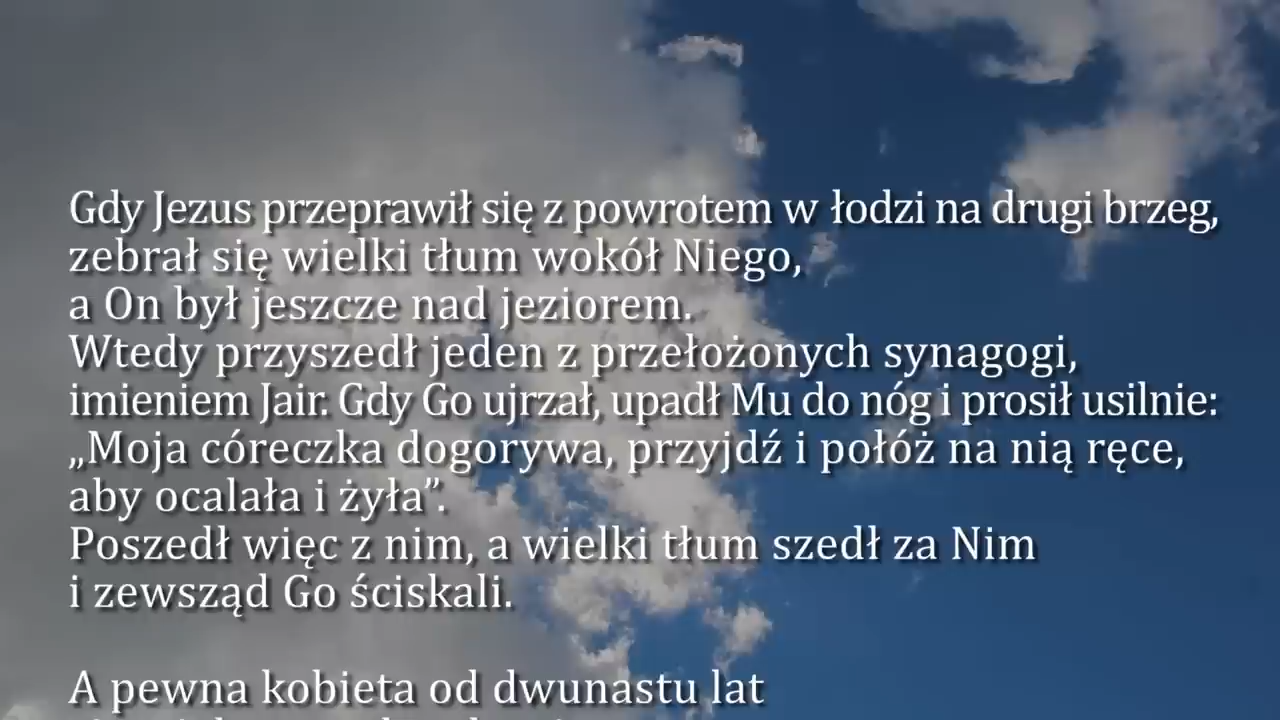 Gdy Jezus przeprawił się z powrotem w łodzi na drugi brzeg,
zebrał się wielki tłum wokół Niego,
a On był jeszcze nad jeziorem.
Wtedy przyszedł jeden z przełożonych synagogi,
imieniem Jair. Gdy Go ujrzał, upadł Mu do nóg i prosił usilnie:
„Moja córeczka dogorywa, przyjdź i połóż na nią ręce,
aby ocalała i żyła”.
Poszedł więc z nim, a wielki tłum szedł za Nim
i zewsząd Go ściskali.
A pewna kobieta od dwunastu lat